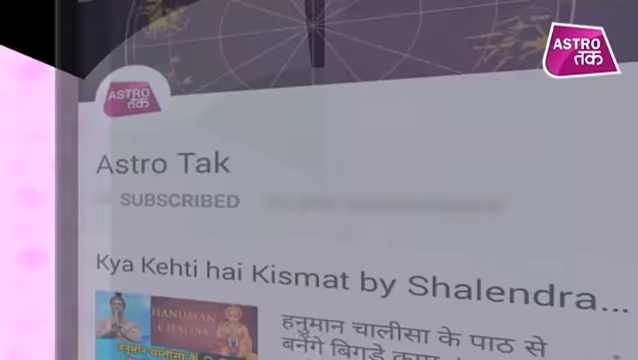 ASTRO
तक
ASTRO
तक
Astro Tak
SUBSCRIBED
Kya Kehti hai Kismat by Shalendra...
HANUMAN
हनुमान चालीसा के पाठ से
बनेंगे बिगड़े काम